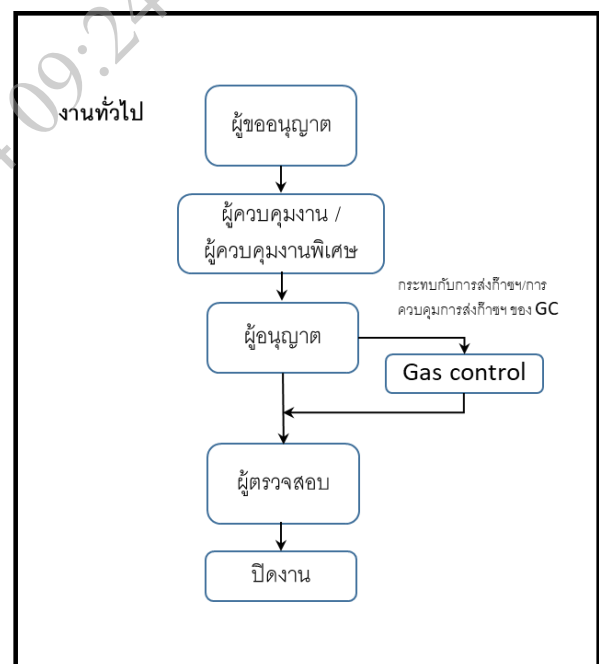 09:24
งานทั่วไป
ผู้ขออนุญาต
ผู้ควบคุมงาน /
ผู้ควบคุมงานพิเศษ
กระทบกับการส่งก๊าซฯ/การ
ควบคุมการส่งก๊าซฯ ของ GC
ผู้อนุญาต
Gas control
ผู้ตรวจสอบ
ปิดงาน